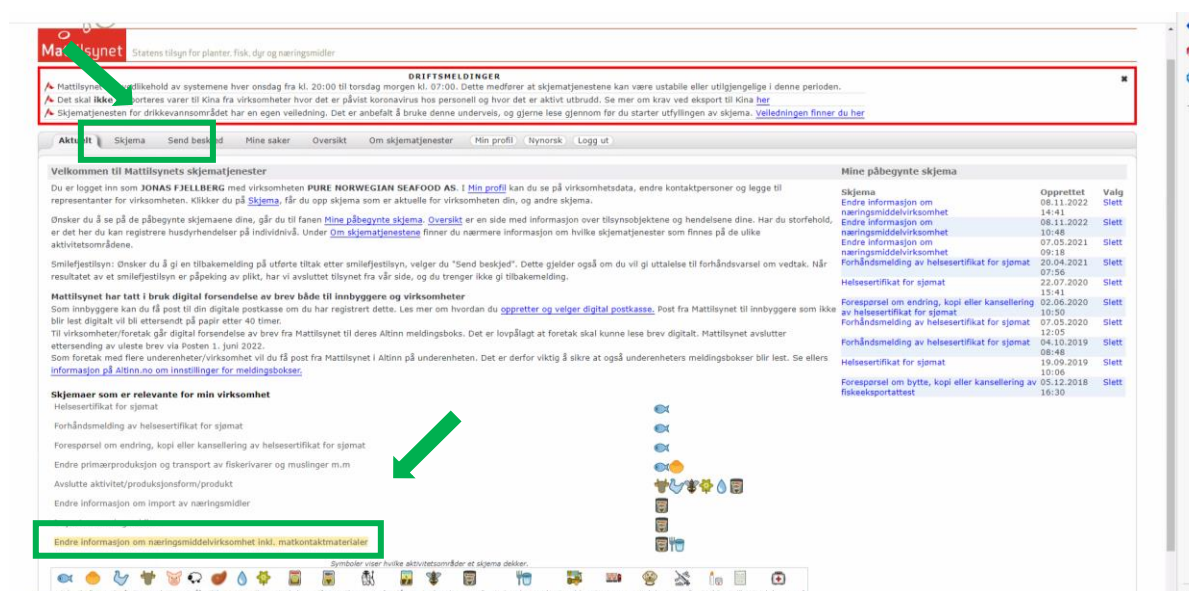 Mattilsynet Statens tilsyn for planter, fisk, dyr og næringsmidler
DRIFTSMELDINGER
Mattilsynet vedlikehold av systemene hver onsdag fra kl. 20:00 til torsdag morgen kl. 07:00. Dette medfører at skjematjenestene kan være ustabile eller utilgjengelige i denne perioden.
Det skal ikke eksporteres varer til Kina fra virksomheter hvor det er påvist koronavirus hos personell og hvor det er aktivt utbrudd. Se mer om krav ved eksport til Kina her
Skjematjenesten for drikkevannsområdet har en egen veiledning. Det er anbefalt å bruke denne underveis, og gjerne lese gjennom før du starter utfyllingen av skjema. Veiledningen finner du her
Aktuelt Skjema Send beskjed Mine saker Oversikt Om skjematjenester Min profil Nynorsk Logg ut
Velkommen til Mattilsynets skjematjenester
Du er logget inn som JONAS FJELLBERG med virksomheten PURE NORWEGIAN SEAFOOD AS. I Min profil kan du se på virksomhetsdata, endre kontaktpersoner og legge til
representanter for virksomheten. Klikker du på Skjema, får du opp skjema som er aktuelle for virksomheten din, og andre skjema.
Ønsker du å se på de påbegynte skjemaene dine, går du til fanen Mine påbegynte skjema. Oversikt er en side med informasjon over tilsynsobjektene og hendelsene dine. Har du storfehold,
er det her du kan registrere husdyrhendelser på individnivå. Under Om skjematjenestene finner du nærmere informasjon om hvilke skjematjenester som finnes på de ulike
aktivitetsområdene.
Smilefjestilsyn: Ønsker du å gi en tilbakemelding på utførte tiltak etter smilefjestilsyn, velger du "Send beskjed". Dette gjelder også om du vil gi uttalelse til forhåndsvarsel om vedtak. Når
resultatet av et smilefjestilsyn er påpeking av plikt, har vi avsluttet tilsynet fra vår side, og du trenger ikke gi tilbakemelding.
Mattilsynet har tatt i bruk digital forsendelse av brev både til innbyggere og virksomheter
Som innbyggere kan du få post til din digitale postkasse om du har registrert dette. Les mer om hvordan du oppretter og velger digital postkasse. Post fra Mattilsynet til innbyggere som ikke
blir lest digitalt vil bli ettersendt på papir etter 40 timer.
Til virksomheter/foretak går digital forsendelse av brev fra Mattilsynet til deres Altinn meldingsboks. Det er lovpålagt at foretak skal kunne lese brev digitalt. Mattilsynet avslutter
ettersending av uleste brev via Posten 1. juni 2022.
Som foretak med flere underenheter/virksomhet vil du få post fra Mattilsynet i Altinn på underenheten. Det er derfor viktig å sikre at også underenheters meldingsbokser blir lest. Se ellers
informasjon på Altinn.no om innstillinger for meldingsbokser.
Skjemaer som er relevante for min virksomhet
Helsesertifikat for sjømat
Forhåndsmelding av helsesertifikat for sjømat
Forespørsel om endring, kopi eller kansellering av helsesertifikat for sjømat
Endre primærproduksjon og transport av fiskerivarer og muslinger m.m
Avslutte aktivitet/produksjonsform/produkt
Endre informasjon om import av næringsmidler
Endre informasjon om næringsmiddelvirksomhet inkl. matkontaktmaterialer
Symboler viser hvilke aktivitetsområder et skjema dekker.
Mine påbegynte skjema
Skjema Opprettet Valg
Endre informasjon om 08.11.2022 Slett
næringsmiddelvirksomhet 14:41
Endre informasjon om 08.11.2022 Slett
næringsmiddelvirksomhet 10:48
Endre informasjon om 07.05.2021 Slett
næringsmiddelvirksomhet 09:18
Forhåndsmelding av helsesertifikat for sjømat 20.04.2021 Slett
07:56
Helsesertifikat for sjømat 22.07.2020 Slett
15:41
Forespørsel om endring, kopi eller kansellering 02.06.2020 Slett
av helsesertifikat for sjømat 10:50
Forhåndsmelding av helsesertifikat for sjømat 07.05.2020 Slett
12:05
Forhåndsmelding av helsesertifikat for sjømat 04.10.2019 Slett
08:48
Helsesertifikat for sjømat 19.09.2019 Slett
10:06
Forespørsel om bytte, kopi eller kansellering av 05.12.2018 Slett
fiskeeksportattest 16:30